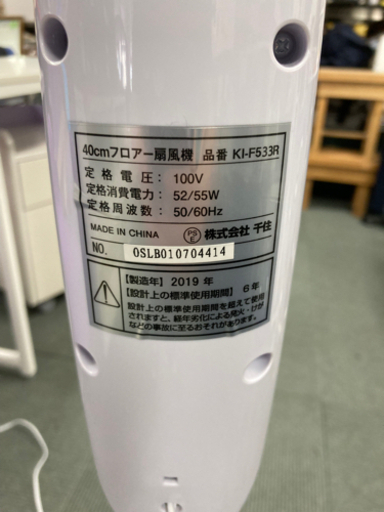 40cmフロアー扇風機 品番 KI-F533R
定格電圧: 100V
定格消費電力: 52/55W
定格周波数: 50/60Hz
MADE IN CHINA PSE 株式会社 千住
NO. 0SLB010704414
【製造年】2019 年
【設計上の標準使用期間】 6年
設計上の標準使用期間を超えて使用
されますと、経年劣化による発火・けが
などの事故に至るおそれがあります。